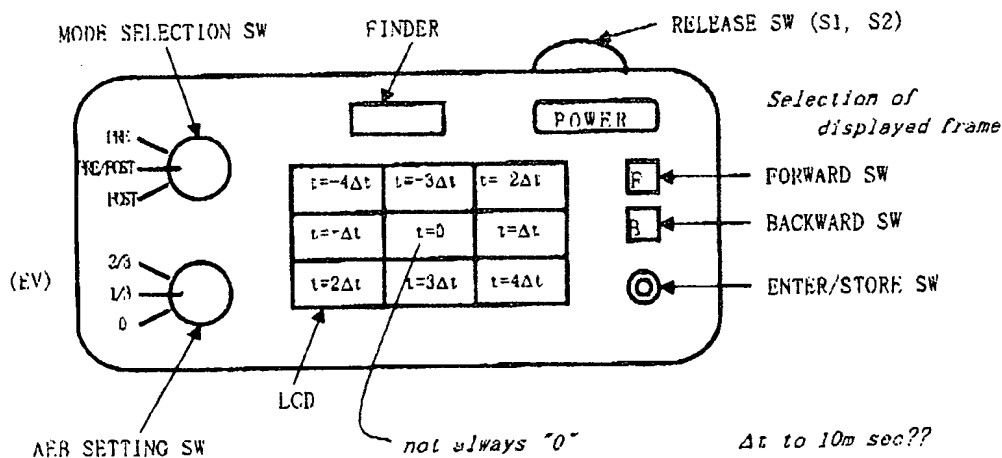 MODE SELECTION SW
FINDER
RELEASE SW (S1, S2)
Selection of
displayed frame
POWER
PRE
PRE/POST
POST
t=-4Δt t=-3Δt t= 2Δt
t=-Δt t=0 t=Δt
t=2Δt t=3Δt t=4Δt
F
FORWARD SW
B
BACKWARD SW
ENTER/STORE SW
(EV)
2/3
1/3
0
LCD
AEB SETTING SW
not always "0"
Δt to 10m sec??